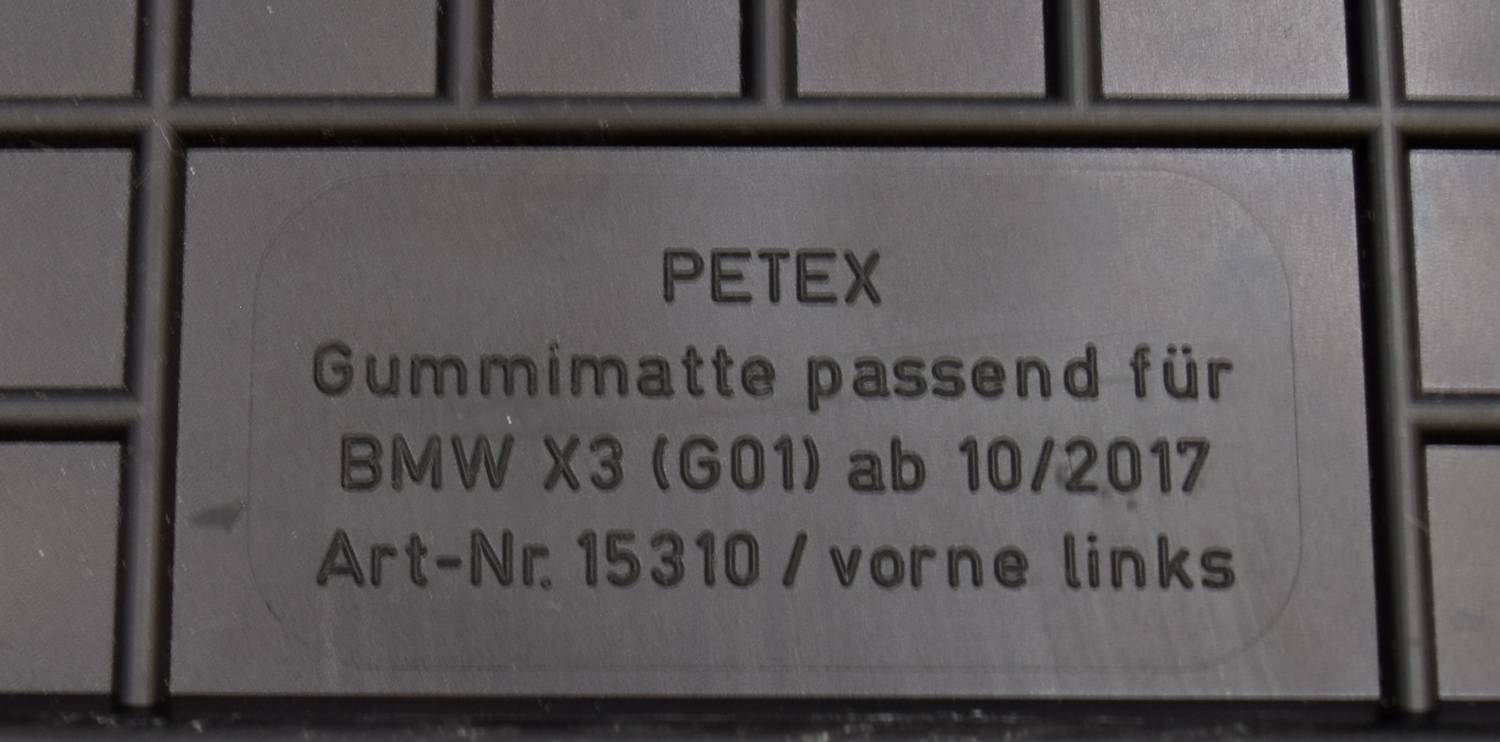 PETEX
Gummimatte passend für
BMW X3 (G01) ab 10/2017
Art-Nr. 15310 / vorne links